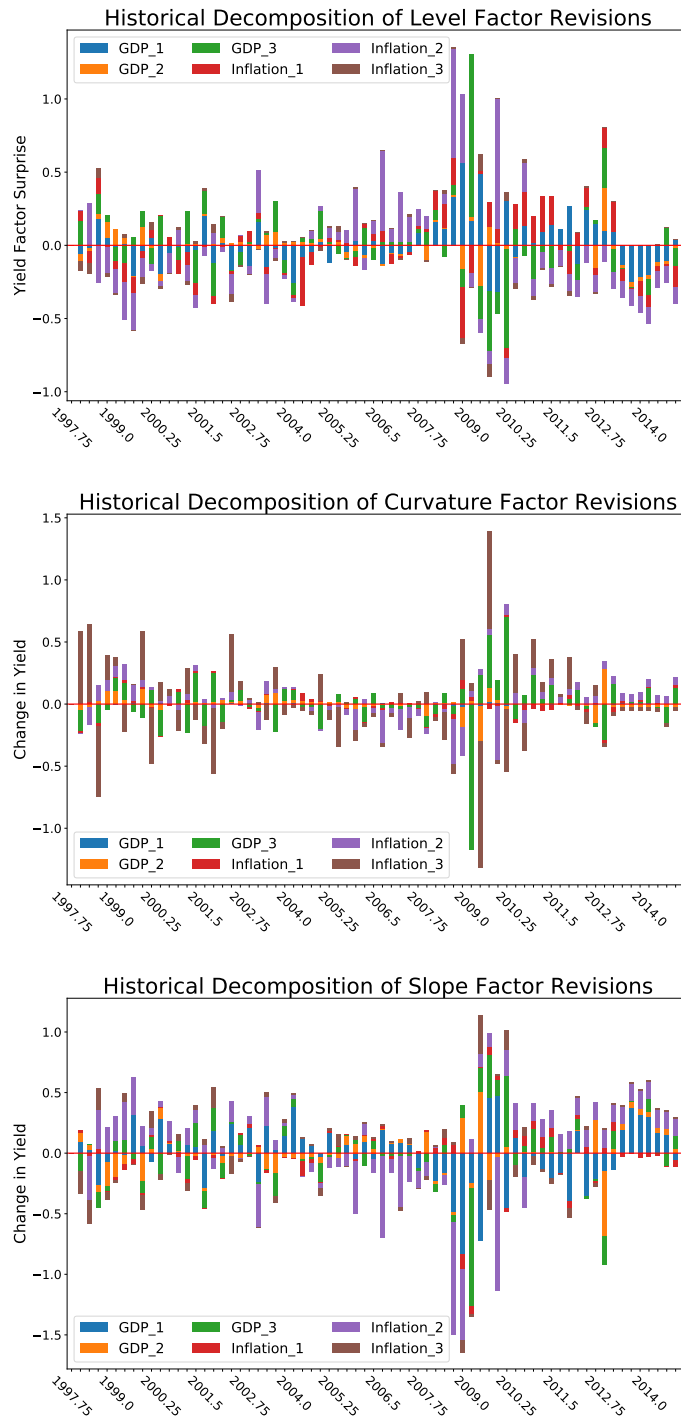 Historical Decomposition of Level Factor Revisions
GDP_1 GDP_3 Inflation_2
GDP_2 Inflation_1 Inflation_3
Yield Factor Surprise
1.0
0.5
0.0
−0.5
−1.0
1997.75 1999.0 2000.25 2001.5 2002.75 2004.0 2005.25 2006.5 2007.75 2009.0 2010.25 2011.5 2012.75 2014.0
Historical Decomposition of Curvature Factor Revisions
Change in Yield
1.5
1.0
0.5
0.0
−0.5
−1.0
GDP_1 GDP_3 Inflation_2
GDP_2 Inflation_1 Inflation_3
1997.75 1999.0 2000.25 2001.5 2002.75 2004.0 2005.25 2006.5 2007.75 2009.0 2010.25 2011.5 2012.75 2014.0
Historical Decomposition of Slope Factor Revisions
Change in Yield
1.0
0.5
0.0
−0.5
−1.0
−1.5
GDP_1 GDP_3 Inflation_2
GDP_2 Inflation_1 Inflation_3
1997.75 1999.0 2000.25 2001.5 2002.75 2004.0 2005.25 2006.5 2007.75 2009.0 2010.25 2011.5 2012.75 2014.0